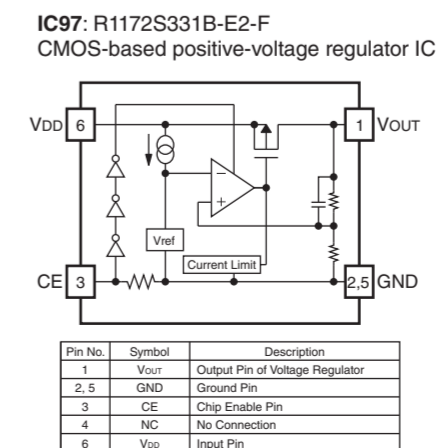 IC97: R1172S331B-E2-F
CMOS-based positive-voltage regulator IC
VDD 6
1 VOUT
−
+
Vref
Current Limit
CE 3
2,5 GND
Pin No. Symbol Description
1 VOUT Output Pin of Voltage Regulator
2, 5 GND Ground Pin
3 CE Chip Enable Pin
4 NC No Connection
6 VDD Input Pin